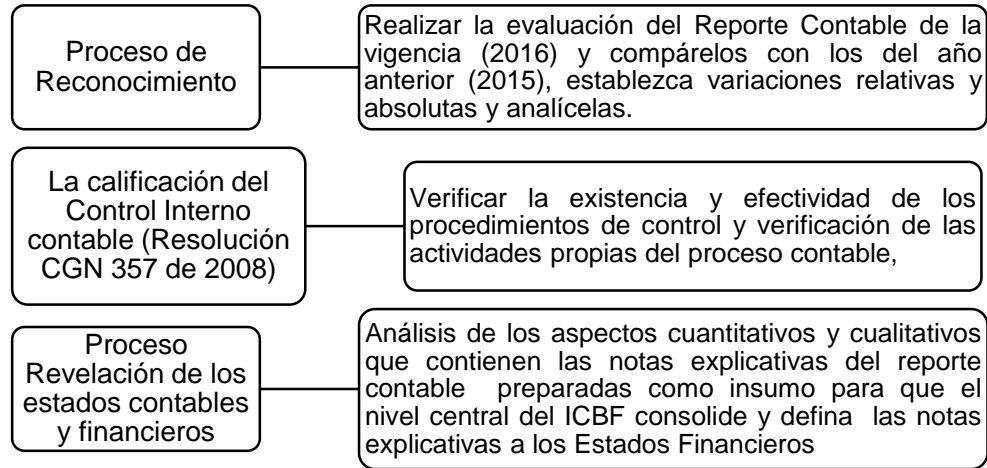 Proceso de
Reconocimiento
Realizar la evaluación del Reporte Contable de la
vigencia (2016) y compárelos con los del año
anterior (2015), establezca variaciones relativas y
absolutas y analícelas.
La calificación del
Control Interno
contable (Resolución
CGN 357 de 2008)
Verificar la existencia y efectividad de los
procedimientos de control y verificación de las
actividades propias del proceso contable,
Proceso
Revelación de los
estados contables
y financieros
Análisis de los aspectos cuantitativos y cualitativos
que contienen las notas explicativas del reporte
contable preparadas como insumo para que el
nivel central del ICBF consolide y defina las notas
explicativas a los Estados Financieros